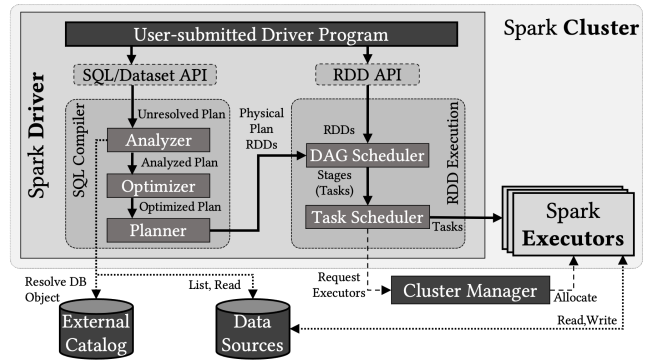 User-submitted Driver Program
Spark Cluster
Spark Driver
SQL/Dataset API
RDD API
SQL Compiler
Unresolved Plan
Analyzer
Analyzed Plan
Optimizer
Optimized Plan
Planner
Physical
Plan
RDDs
RDD Execution
RDDs
DAG Scheduler
Stages
(Tasks)
Task Scheduler
Tasks
Spark
Executors
Resolve DB
Object
List, Read
Request
Executors
Cluster Manager
Allocate
External
Catalog
Data
Sources
Read,Write